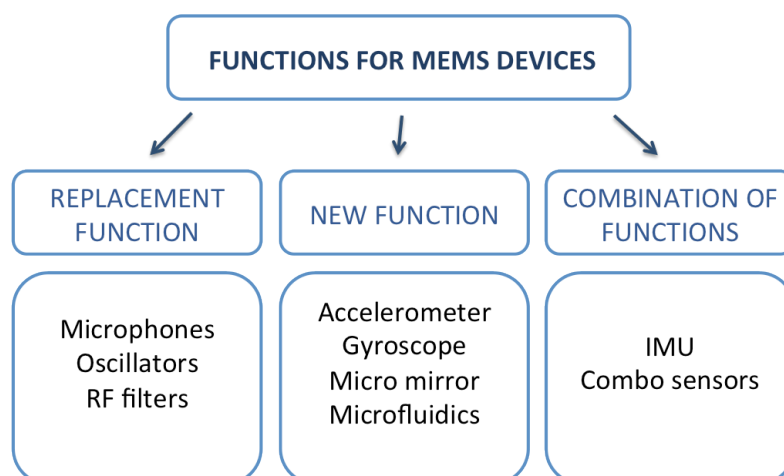 FUNCTIONS FOR MEMS DEVICES
REPLACEMENT
FUNCTION
NEW FUNCTION
COMBINATION OF
FUNCTIONS
Microphones
Oscillators
RF filters
Accelerometer
Gyroscope
Micro mirror
Microfluidics
IMU
Combo sensors